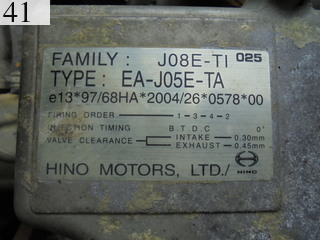 41
FAMILY : J08E-TI 025
TYPE : EA-J05E-TA
e13*97/68HA*2004/26*0578*00
FIRING ORDER 1-3-4-2
INJECTION TIMING B.T.D.C 0°
VALVE CLEARANCE INTAKE 0.30mm
EXHAUST 0.45mm
HINO MOTORS, LTD.
HINO